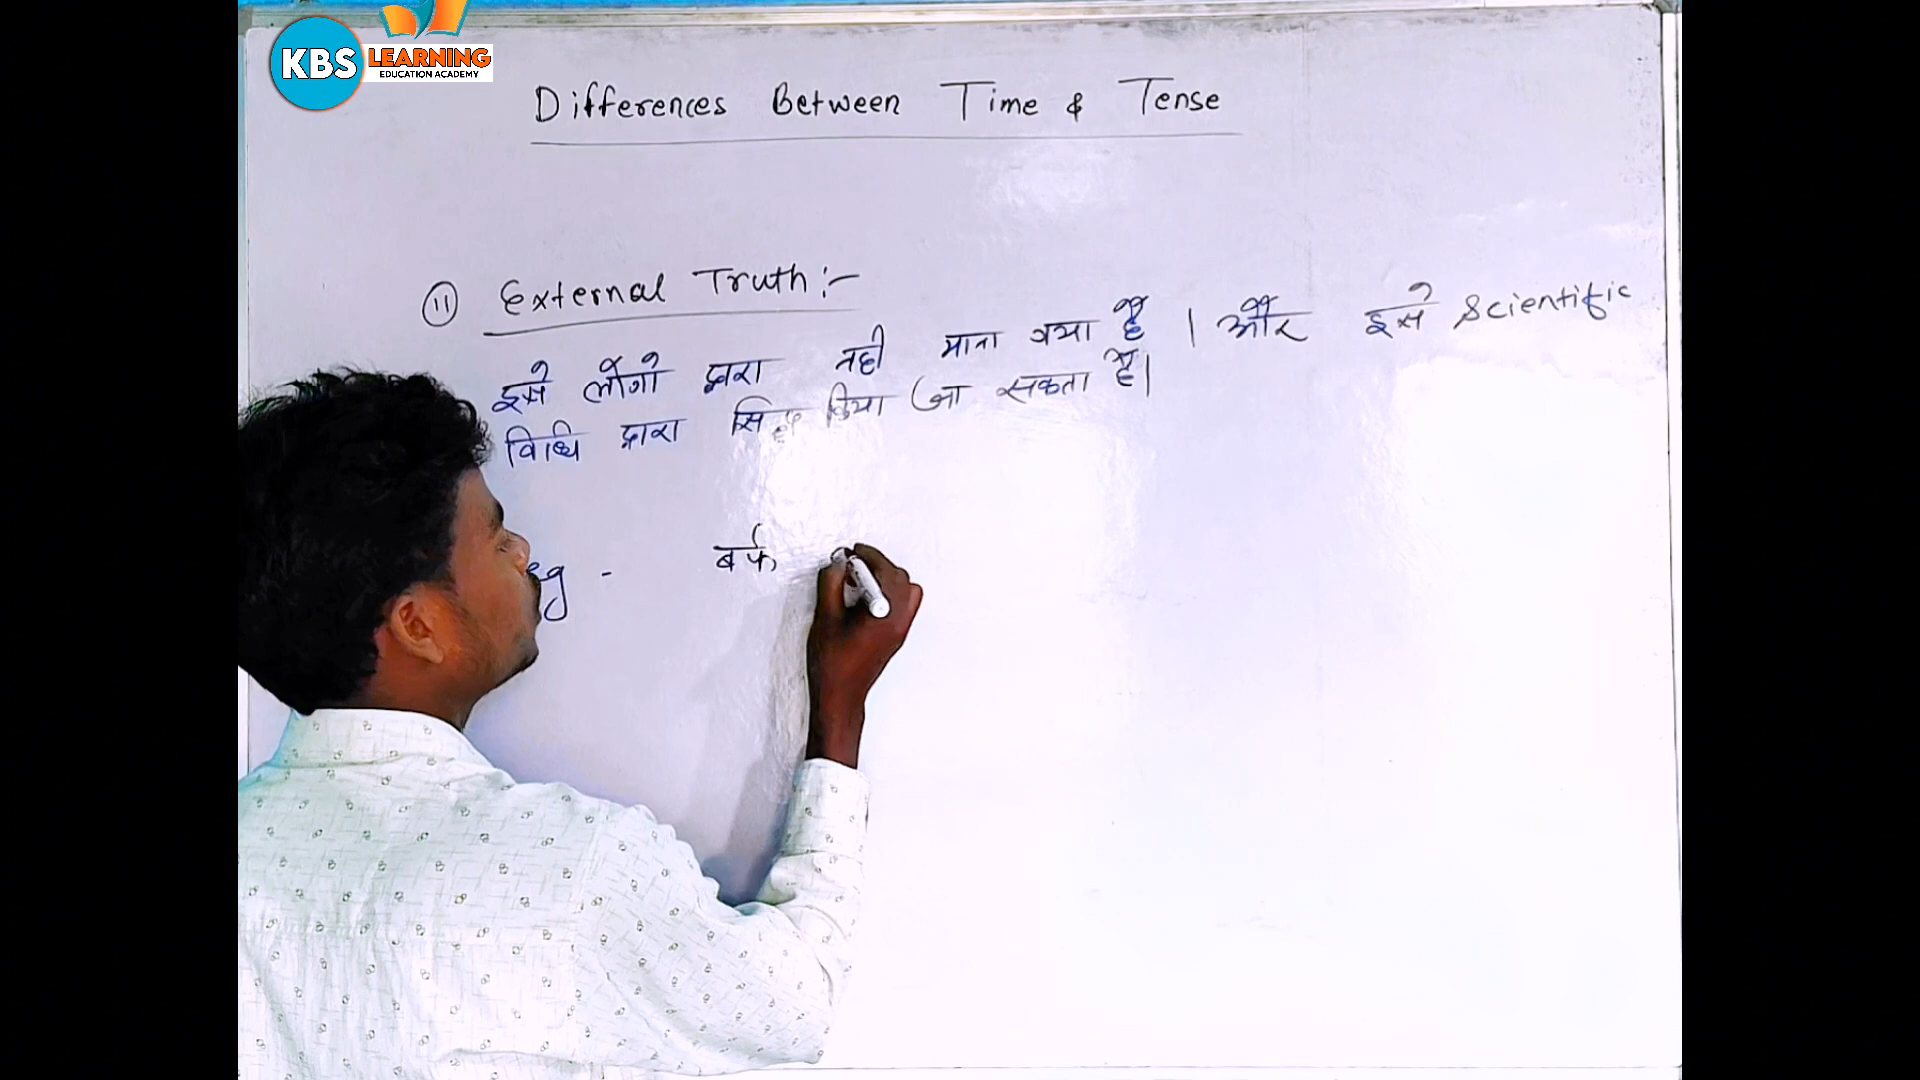 KBS LEARNING
EDUCATION ACADEMY
Differences Between Time & Tense
(11) External Truth :-
इसे लोगो द्वारा नही माना गया है । और इसे Scientific
विधि द्वारा सिद्ध किया जा सकता है।
eg - बर्फ